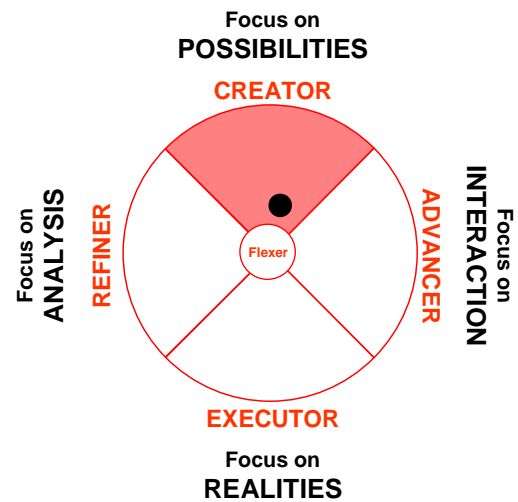 Focus on
POSSIBILITIES
CREATOR
Focus on
ANALYSIS
REFINER
Flexer
ADVANCER
INTERACTION
Focus on
EXECUTOR
Focus on
REALITIES